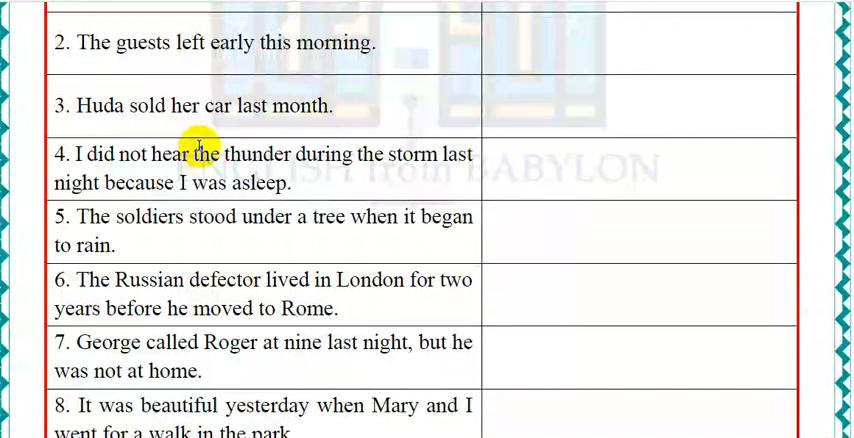 2. The guests left early this morning.
3. Huda sold her car last month.
4. I did not hear the thunder during the storm last
night because I was asleep.
ENGLISH from BABYLON
5. The soldiers stood under a tree when it began
to rain.
6. The Russian defector lived in London for two
years before he moved to Rome.
7. George called Roger at nine last night, but he
was not at home.
8. It was beautiful yesterday when Mary and I
went for a walk in the park.